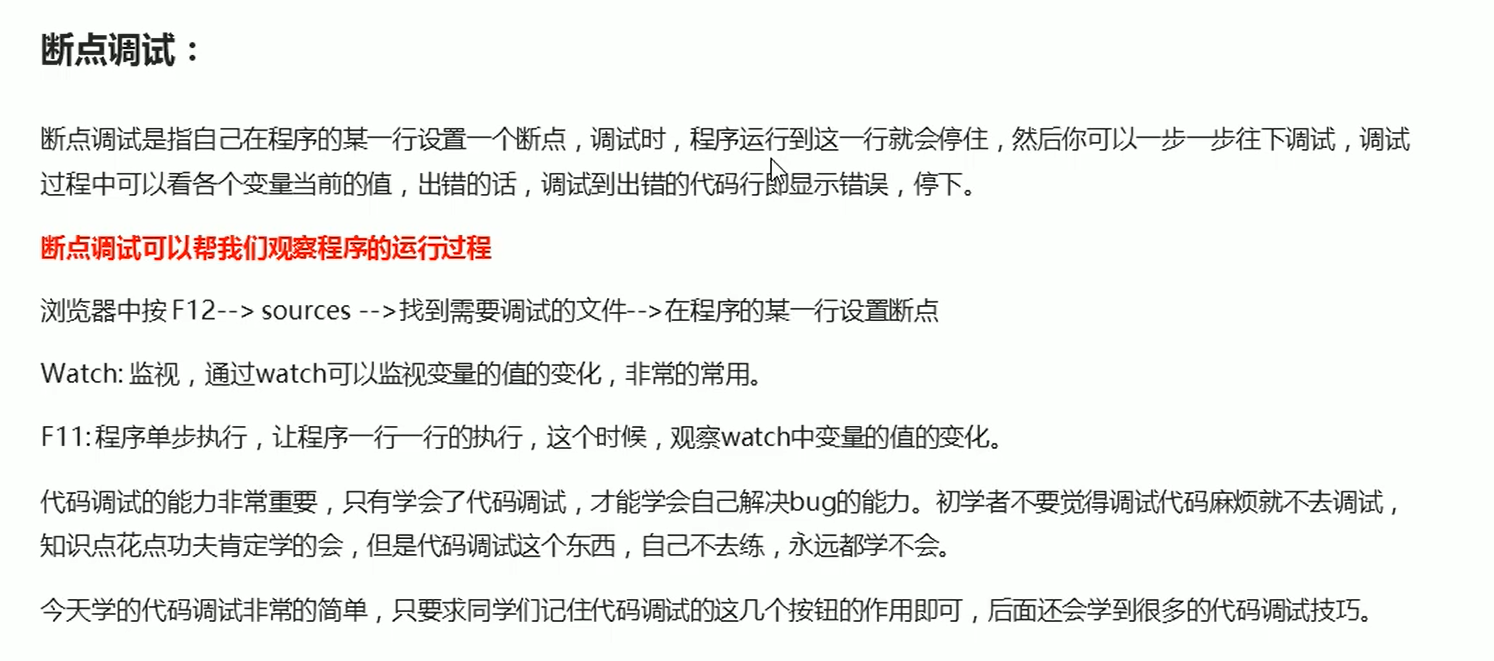 断点调试：
断点调试是指自己在程序的某一行设置一个断点，调试时，程序运行到这一行就会停住，然后你可以一步一步往下调试，调试
过程中可以看各个变量当前的值，出错的话，调试到出错的代码行即显示错误，停下。
断点调试可以帮我们观察程序的运行过程
浏览器中按 F12--> sources -->找到需要调试的文件-->在程序的某一行设置断点
Watch: 监视，通过watch可以监视变量的值的变化，非常的常用。
F11: 程序单步执行，让程序一行一行的执行，这个时候，观察watch中变量的值的变化。
代码调试的能力非常重要，只有学会了代码调试，才能学会自己解决bug的能力。初学者不要觉得调试代码麻烦就不去调试，
知识点花点功夫肯定学的会，但是代码调试这个东西，自己不去练，永远都学不会。
今天学的代码调试非常的简单，只要求同学们记住代码调试的这几个按钮的作用即可，后面还会学到很多的代码调试技巧。